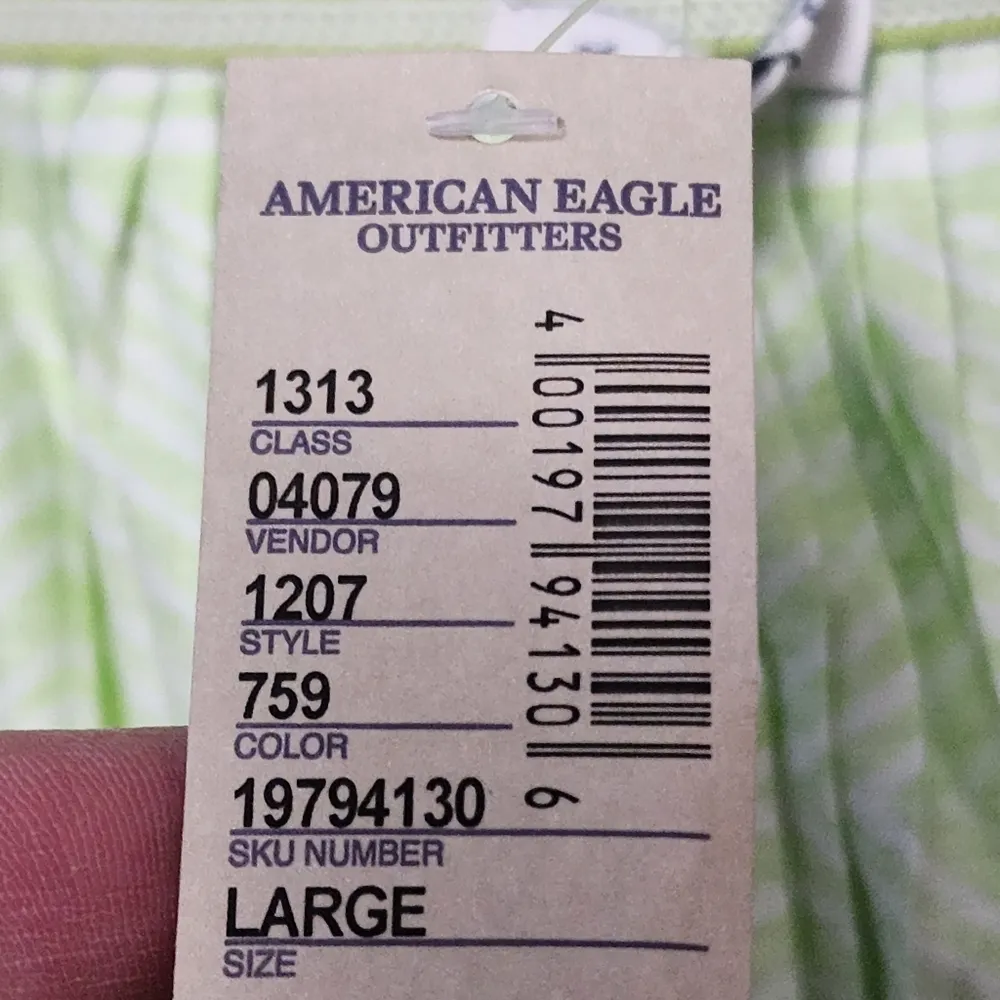 AMERICAN EAGLE
OUTFITTERS
1313
CLASS
04079
VENDOR
1207
STYLE
759
COLOR
19794130
SKU NUMBER
LARGE
SIZE
4 00197 94130 6